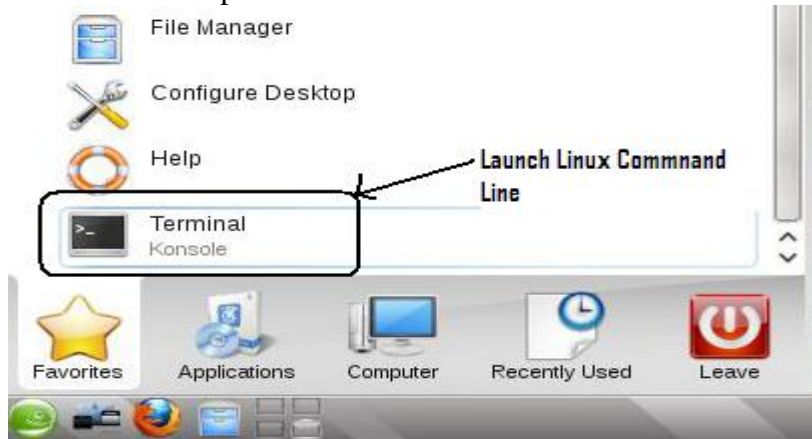 File Manager
Configure Desktop
Help
Launch Linux Commnand
Line
Terminal
Konsole
Favorites
Applications
Computer
Recently Used
Leave